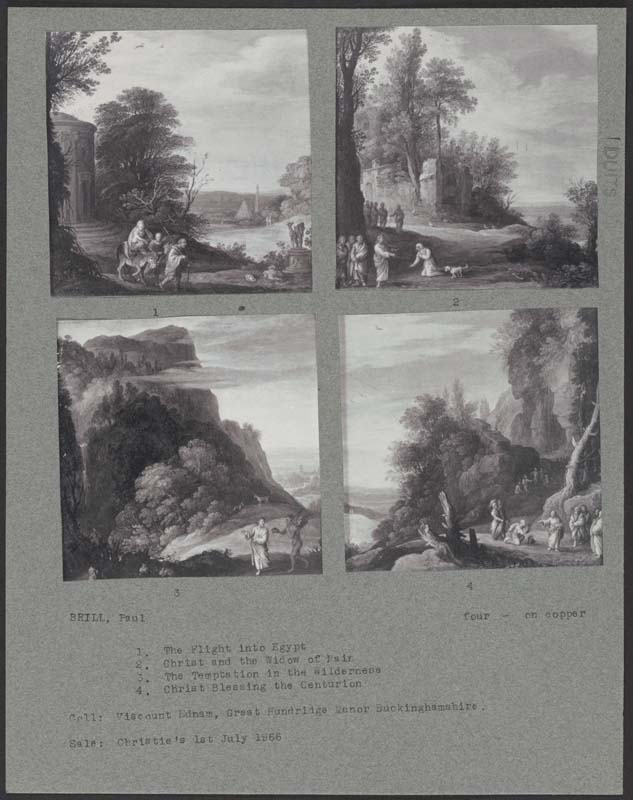 1
2
3
4
BRILL, Paul
four - on copper
1. The Flight into Egypt
2. Christ and the Widow of Nair
3. The Temptation in the Wilderness
4. Christ Blessing the Centurion
Coll: Viscount Ednam, Great Hundridge Manor Buckinghamshire.
Sale: Christie's 1st July 1966